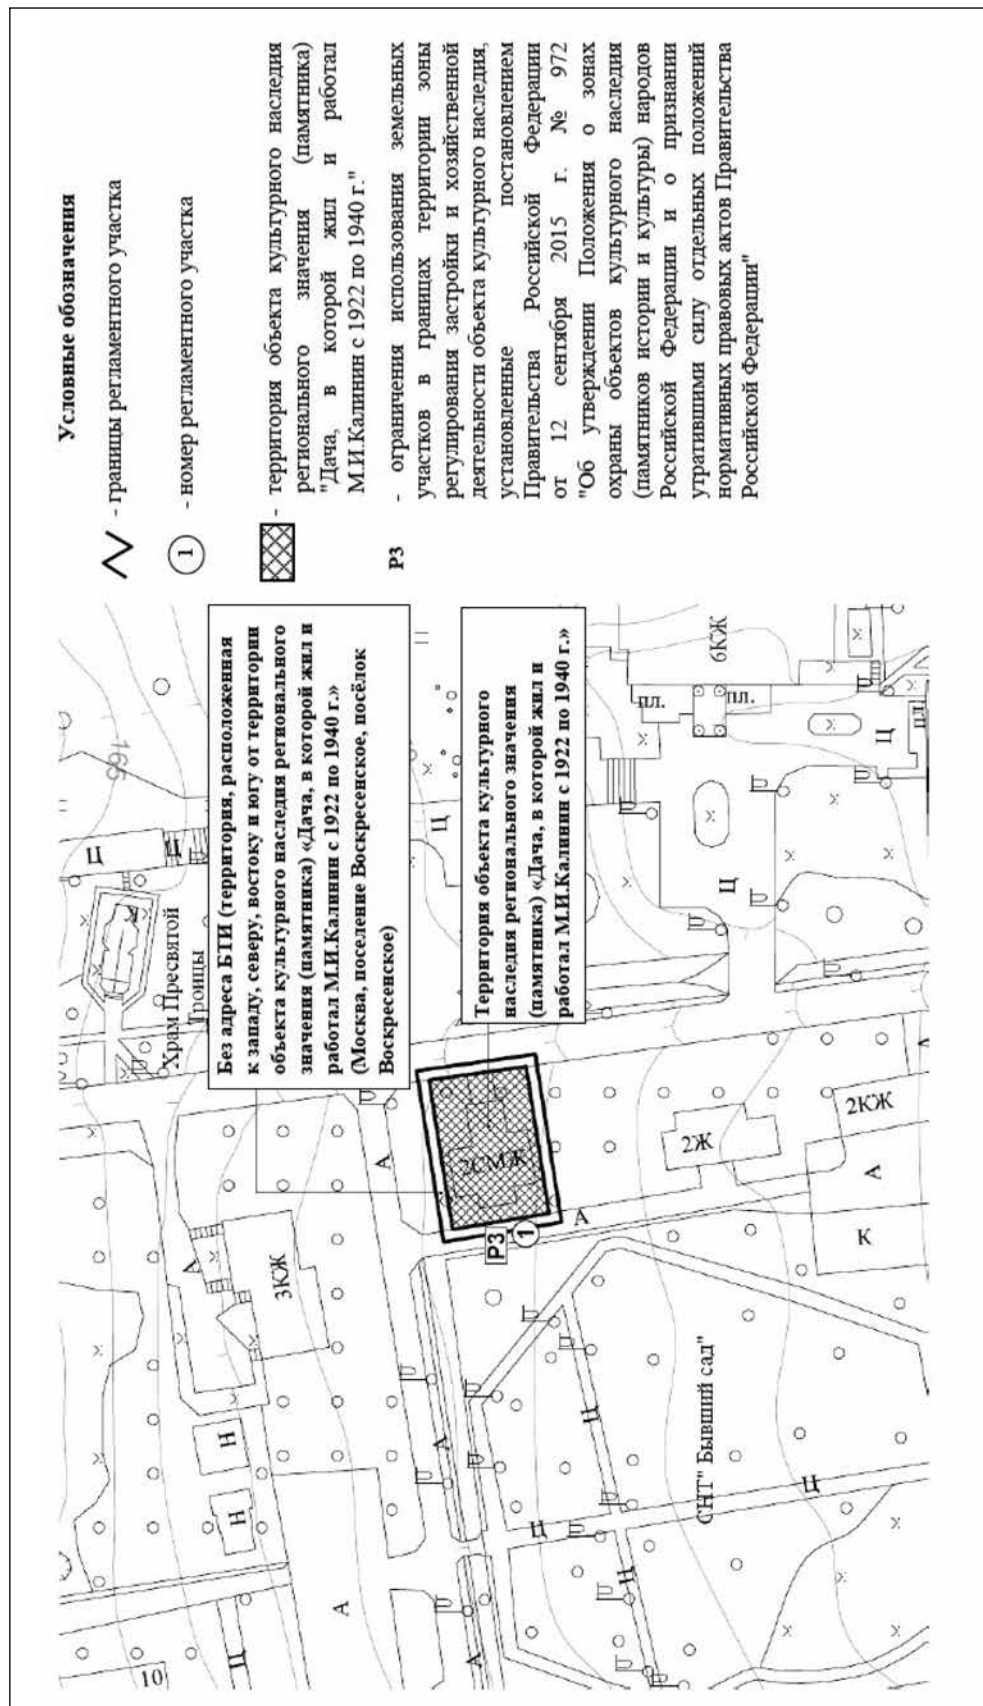 Условные обозначения
- границы регламентного участка
1
- номер регламентного участка
- территория объекта культурного наследия
регионального значения (памятника)
"Дача, в которой жил и работал
М.И.Калинин с 1922 по 1940 г."
Р3
- ограничения использования земельных
участков в границах территории зоны
регулирования застройки и хозяйственной
деятельности объекта культурного наследия,
установленные постановлением
Правительства Российской Федерации
от 12 сентября 2015 г. № 972
"Об утверждении Положения о зонах
охраны объектов культурного наследия
(памятников истории и культуры) народов
Российской Федерации и о признании
утратившими силу отдельных положений
нормативных правовых актов Правительства
Российской Федерации"
Без адреса БТИ (территория, расположенная
к западу, северу, востоку и югу от территории
объекта культурного наследия регионального
значения (памятника) «Дача, в которой жил и
работал М.И.Калинин с 1922 по 1940 г.»
(Москва, поселение Воскресенское, посёлок
Воскресенское)
Территория объекта культурного
наследия регионального значения
(памятника) «Дача, в которой жил и
работал М.И.Калинин с 1922 по 1940 г.»
165
Ц
Ц
Храм Пресвятой
Троицы
Ц
6КЖ
пл.
пл.
пл.
Ц
Ц
А
3КЖ
А
2СМЖ
Р3
1
А
2Ж
2КЖ
А
К
А
Н
Н
А
Ц
СНТ" Бывший сад"
Ц
Ц
Ц
А
А
Ц
10